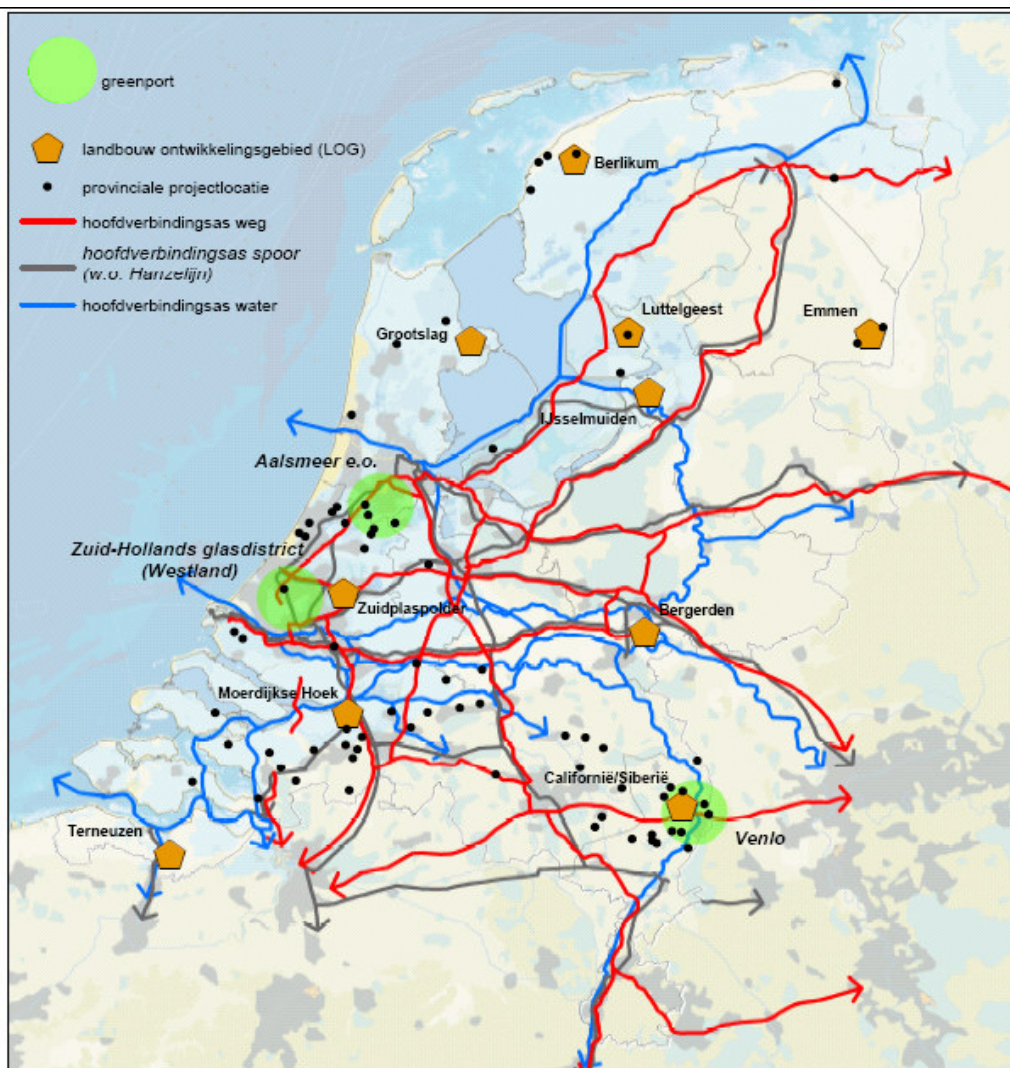 greenport
landbouw ontwikkelingsgebied (LOG)
provinciale projectlocatie
hoofdverbindingsas weg
hoofdverbindingsas spoor
(w.o. Hanzelijn)
hoofdverbindingsas water
Berlikum
Luttelgeest
Emmen
Grootslag
IJsselmuiden
Aalsmeer e.o.
Zuid-Hollands glasdistrict
(Westland)
Zuidplaspolder
Bergerden
Moerdijkse Hoek
Californië/Siberië
Terneuzen
Venlo